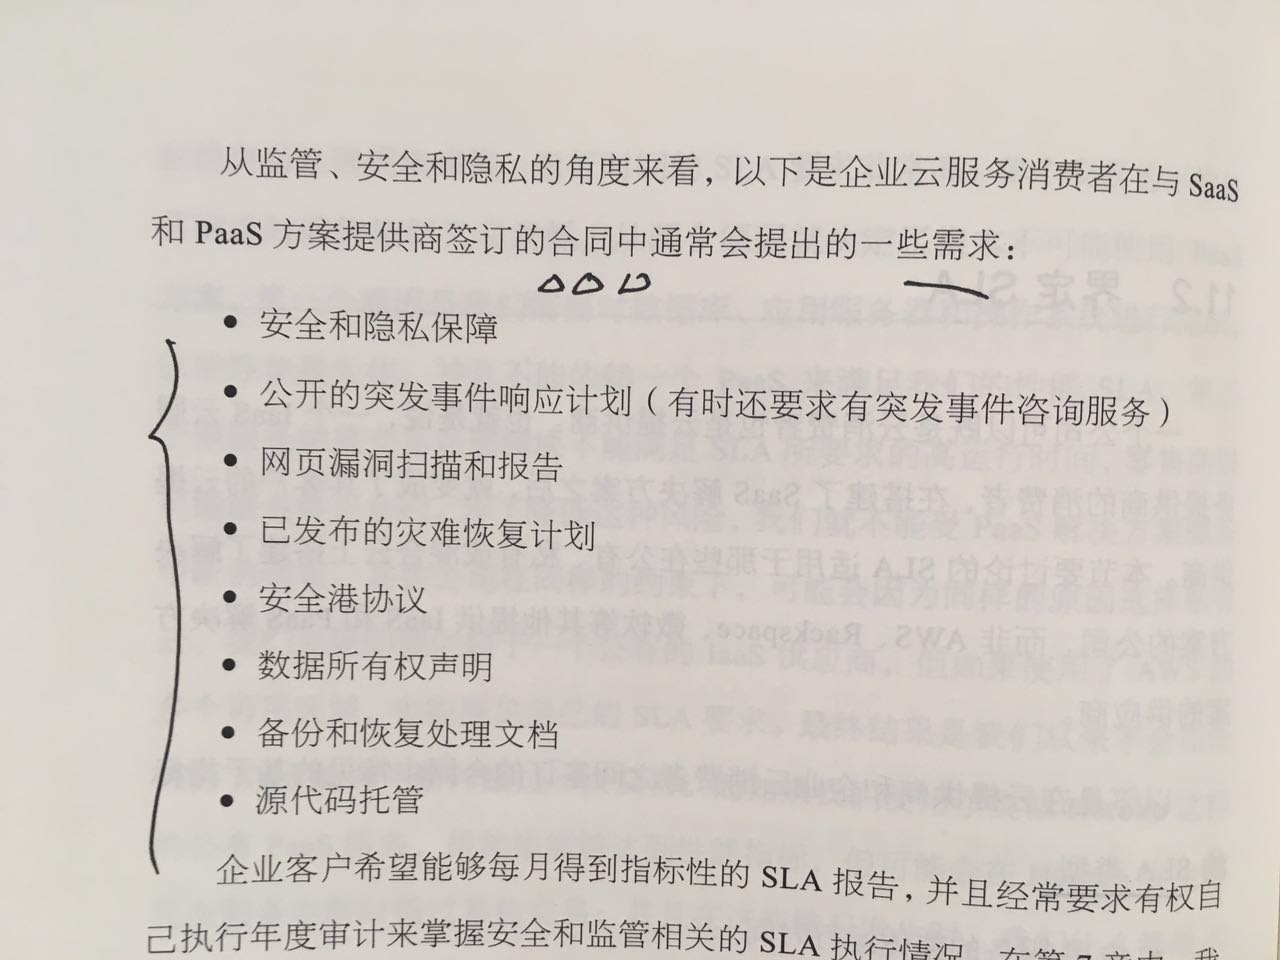 从监管、安全和隐私的角度来看，以下是企业云服务消费者在与 SaaS
和 PaaS 方案提供商签订的合同中通常会提出的一些需求：
• 安全和隐私保障
• 公开的突发事件响应计划（有时还要求有突发事件咨询服务）
• 网页漏洞扫描和报告
• 已发布的灾难恢复计划
• 安全港协议
• 数据所有权声明
• 备份和恢复处理文档
• 源代码托管
企业客户希望能够每月得到指标性的 SLA 报告，并且经常要求有权自
己执行年度审计来掌握安全和监管相关的 SLA 执行情况。在第 7 章中，我